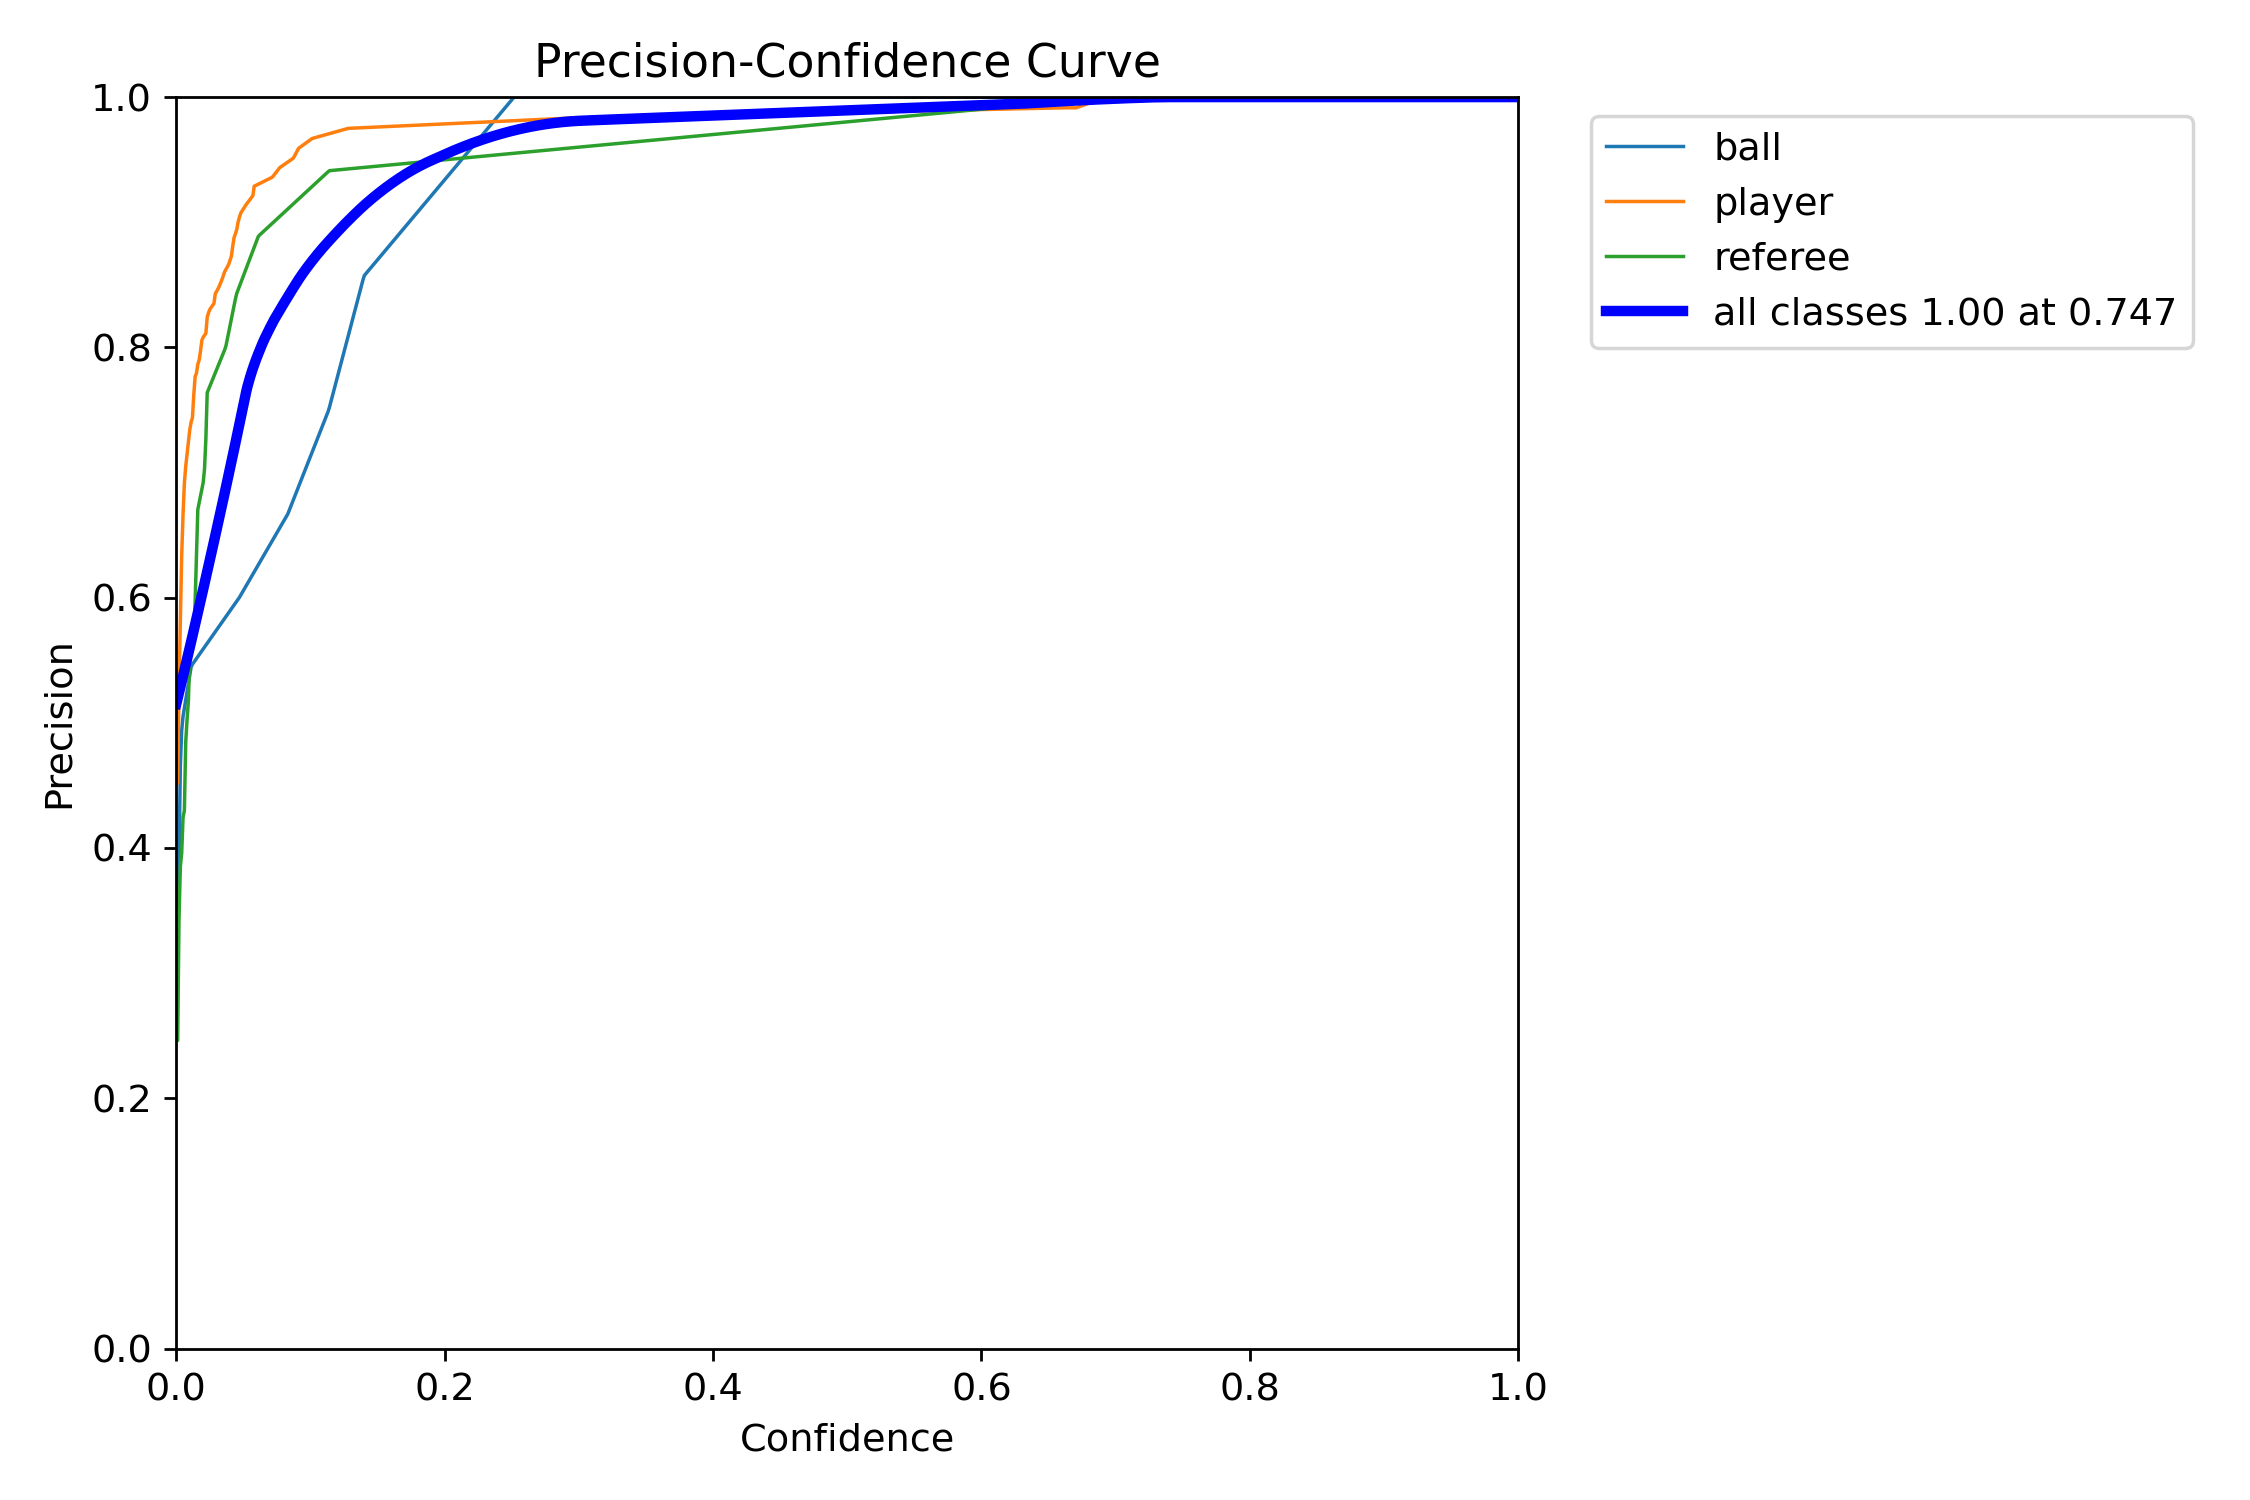 Precision-Confidence Curve
1.0
0.8
0.6
0.4
0.2
0.0
Precision
0.0 0.2 0.4 0.6 0.8 1.0
Confidence
ball
player
referee
all classes 1.00 at 0.747